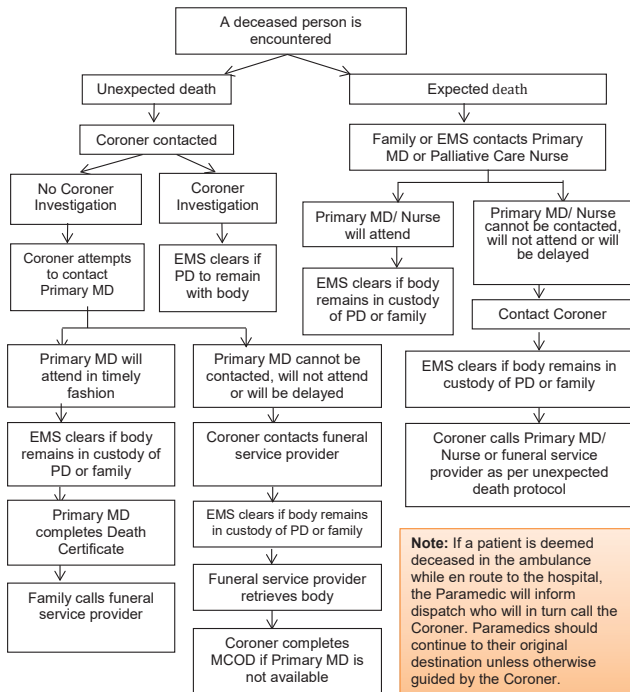 A deceased person is
encountered
Unexpected death
Expected death
Coroner contacted
Family or EMS contacts Primary
MD or Palliative Care Nurse
No Coroner
Investigation
Coroner
Investigation
Primary MD/ Nurse
will attend
Primary MD/ Nurse
cannot be contacted,
will not attend or will
be delayed
Coroner attempts
to contact
Primary MD
EMS clears if
PD to remain
with body
EMS clears if body
remains in custody
of PD or family
Contact Coroner
Primary MD will
attend in timely
fashion
Primary MD cannot be
contacted, will not attend
or will be delayed
EMS clears if body remains in
custody of PD or family
EMS clears if body
remains in custody of
PD or family
Coroner contacts funeral
service provider
Coroner calls Primary MD/
Nurse or funeral service
provider as per unexpected
death protocol
Primary MD
completes Death
Certificate
EMS clears if body remains
in custody of PD or family
Family calls funeral
service provider
Funeral service provider
retrieves body
Coroner completes
MCOD if Primary MD is
not available
Note: If a patient is deemed
deceased in the ambulance
while en route to the hospital,
the Paramedic will inform
dispatch who will in turn call the
Coroner. Paramedics should
continue to their original
destination unless otherwise
guided by the Coroner.